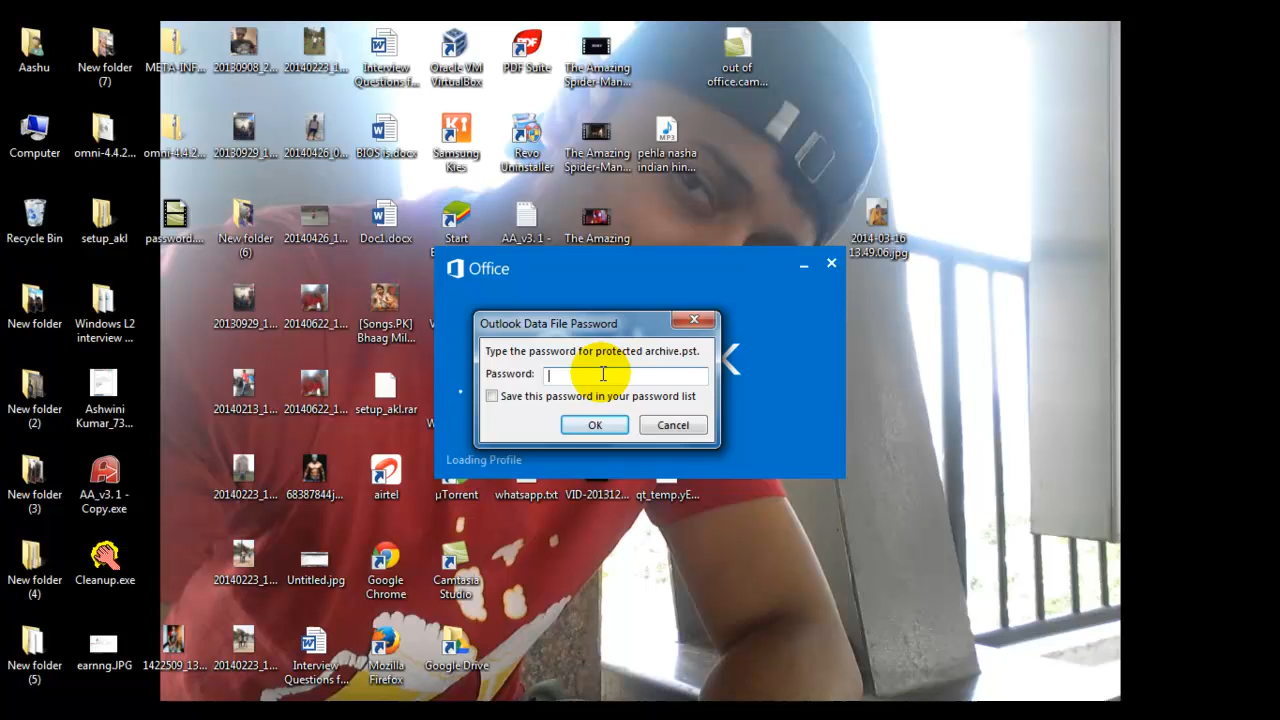 Aashu
New folder
(7)
META-INF...
20130908_2...
20140223_1...
Interview
Questions f...
Oracle VM
VirtualBox
PDF Suite
The Amazing
Spider-Man...
out of
office.cam...
Computer
omni-4.4.2...
omni-4.4.2...
20130929_1...
20140426_0...
BIOS is.docx
Samsung
Kies
Revo
Uninstaller
The Amazing
Spider-Man...
pehla nasha
indian hin...
Recycle Bin
setup_akl
password....
New folder
(6)
20140426_1...
Doc1.docx
Start
AA_v3.1 -
The Amazing
2014-03-16
13.49.06.jpg
Office
New folder
Windows L2
interview ...
20130929_1...
20140622_1...
[Songs.PK]
Bhaag Mil...
Outlook Data File Password
Type the password for protected archive.pst.
Password:
Save this password in your password list
OK
Cancel
Loading Profile
New folder
(2)
Ashwini
Kumar_73...
20140213_1...
20140622_1...
setup_akl.rar
New folder
(3)
AA_v3.1 -
Copy.exe
20140223_1...
68387844j...
airtel
µTorrent
whatsapp.txt
VID-201312...
qt_temp.yE...
New folder
(4)
Cleanup.exe
20140223_1...
Untitled.jpg
Google
Chrome
Camtasia
Studio
New folder
(5)
earnng.JPG
1422509_13...
20140223_1...
Interview
Questions f...
Mozilla
Firefox
Google Drive